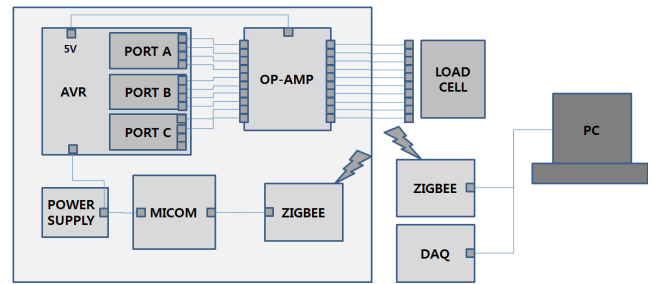 5V
AVR
PORT A
PORT B
PORT C
OP-AMP
LOAD
CELL
PC
POWER
SUPPLY
MICOM
ZIGBEE
ZIGBEE
DAQ